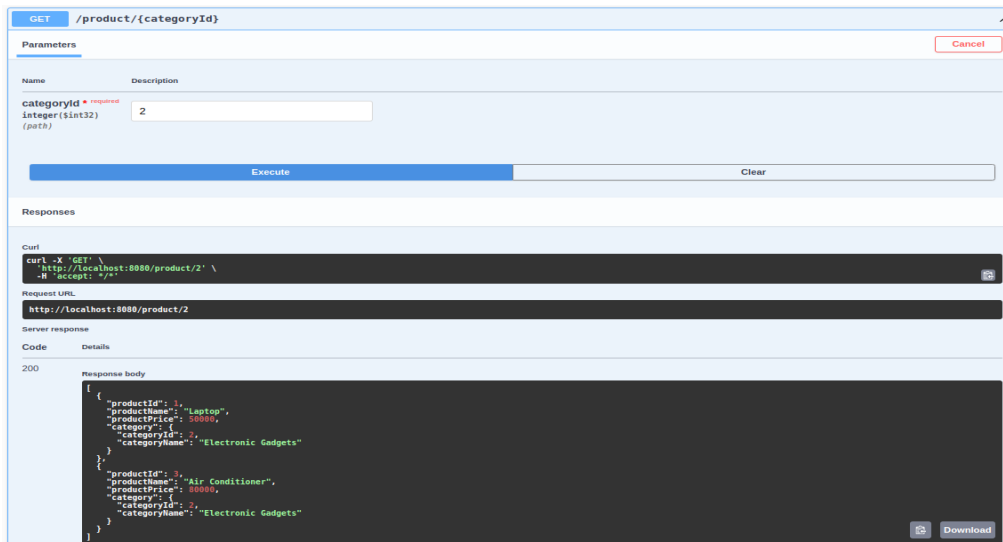 GET /product/{categoryId}
Parameters
Cancel
Name Description
categoryId * required
integer($int32)
(path)
2
Execute Clear
Responses
Curl
curl -X 'GET' \
'http://localhost:8080/product/2' \
-H 'accept: */*'
Request URL
http://localhost:8080/product/2
Server response
Code Details
200
Response body
[
{
"productId": 1,
"productName": "Laptop",
"productPrice": 50000,
"category": {
"categoryId": 2,
"categoryName": "Electronic Gadgets"
}
},
{
"productId": 3,
"productName": "Air Conditioner",
"productPrice": 80000,
"category": {
"categoryId": 2,
"categoryName": "Electronic Gadgets"
}
}
]
Download